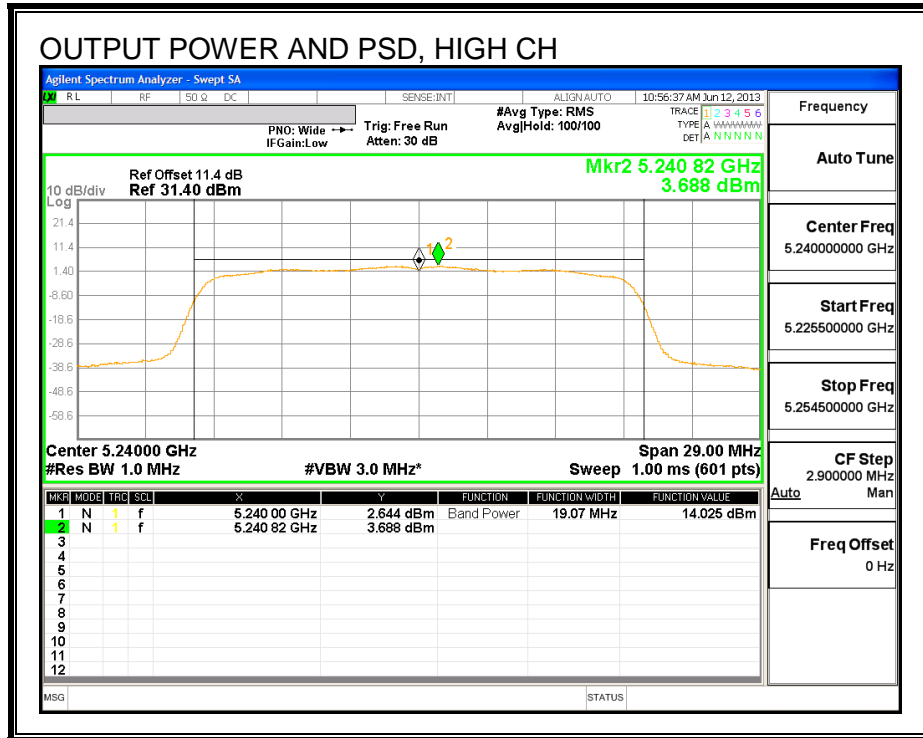 OUTPUT POWER AND PSD, HIGH CH
Agilent Spectrum Analyzer - Swept SA
LXI RL RF 50 Ω DC SENSE:INT ALIGN AUTO 10:56:37 AM Jun 12, 2013
PNO: Wide IFGain:Low
Trig: Free Run
Atten: 30 dB
#Avg Type: RMS
Avg|Hold: 100/100
TRACE 1 2 3 4 5 6
TYPE A WWWWW
DET A N N N N N
Frequency
Auto Tune
Center Freq
5.240000000 GHz
Start Freq
5.225500000 GHz
Stop Freq
5.254500000 GHz
CF Step
2.900000 MHz
Auto Man
Freq Offset
0 Hz
Mkr2 5.240 82 GHz
3.688 dBm
Ref Offset 11.4 dB
10 dB/div Ref 31.40 dBm
Log
21.4
11.4
1.40
-8.60
-18.6
-28.6
-38.6
-48.6
-58.6
1 2
Center 5.24000 GHz Span 29.00 MHz
#Res BW 1.0 MHz #VBW 3.0 MHz* Sweep 1.00 ms (601 pts)
MKR MODE TRC SCL X Y FUNCTION FUNCTION WIDTH FUNCTION VALUE
1 N 1 f 5.240 00 GHz 2.644 dBm Band Power 19.07 MHz 14.025 dBm
2 N 1 f 5.240 82 GHz 3.688 dBm
3
4
5
6
7
8
9
10
11
12
MSG STATUS